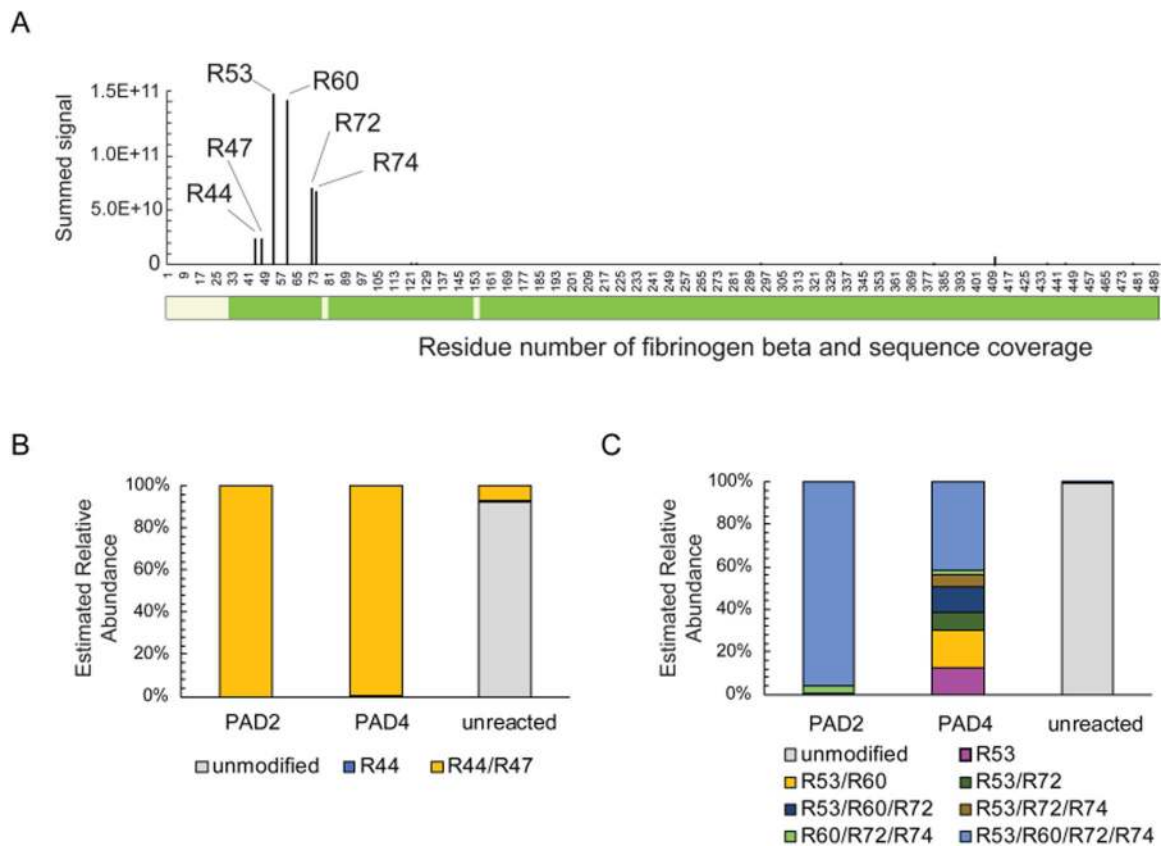 A
Summed signal
1.5E+11
1.0E+11
5.0E+10
0
R53
R60
R47
R72
R44
R74
1 9 17 25 33 41 49 57 65 73 81 89 97 105 113 121 129 137 145 153 161 169 177 185 193 201 209 217 225 233 241 249 257 265 273 281 289 297 305 313 321 329 337 345 353 361 369 377 385 393 401 409 417 425 433 441 449 457 465 473 481 489
Residue number of fibrinogen beta and sequence coverage
B
Estimated Relative
Abundance
100%
80%
60%
40%
20%
0%
PAD2 PAD4 unreacted
unmodified R44 R44/R47
C
Estimated Relative
Abundance
100%
80%
60%
40%
20%
0%
PAD2 PAD4 unreacted
unmodified R53
R53/R60 R53/R72
R53/R60/R72 R53/R72/R74
R60/R72/R74 R53/R60/R72/R74